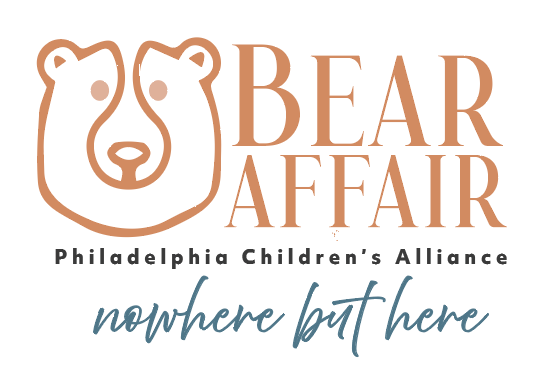 BEAR
AFFAIR
Philadelphia Children's Alliance
nowhere but here